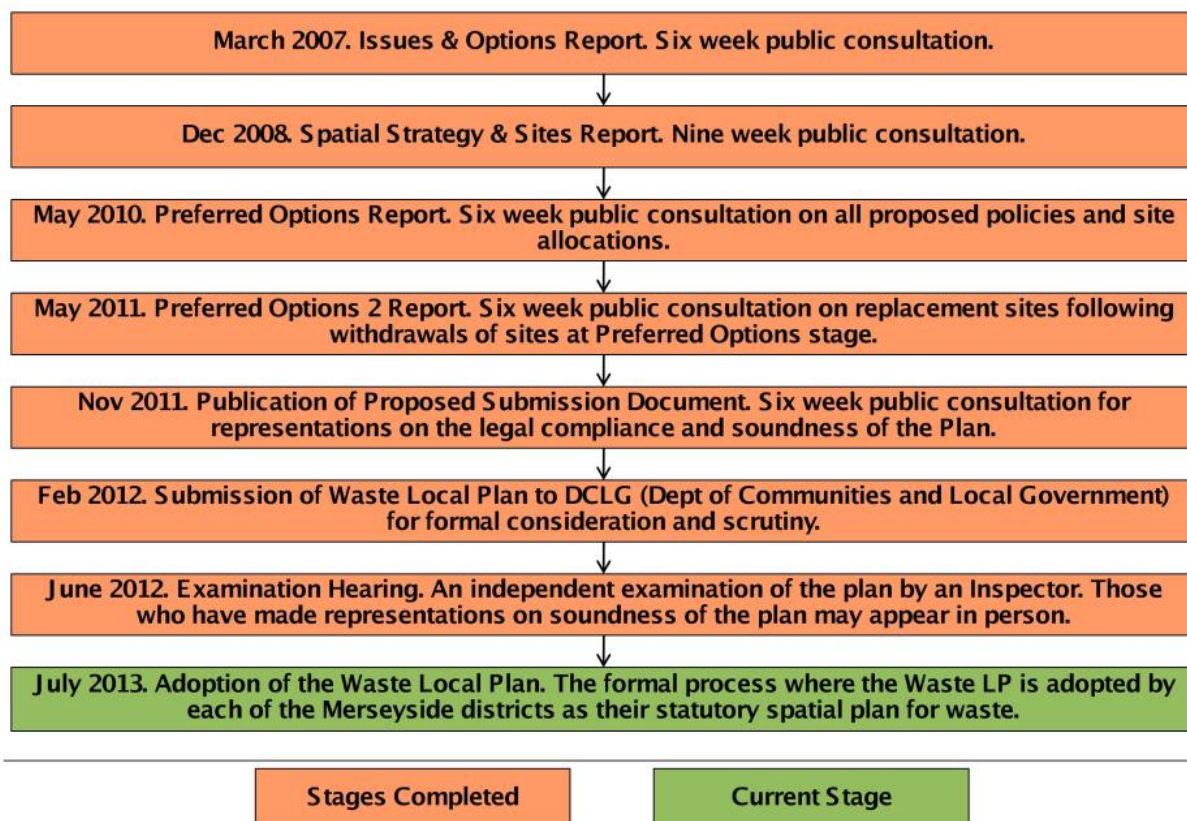 March 2007. Issues & Options Report. Six week public consultation.
Dec 2008. Spatial Strategy & Sites Report. Nine week public consultation.
May 2010. Preferred Options Report. Six week public consultation on all proposed policies and site
allocations.
May 2011. Preferred Options 2 Report. Six week public consultation on replacement sites following
withdrawals of sites at Preferred Options stage.
Nov 2011. Publication of Proposed Submission Document. Six week public consultation for
representations on the legal compliance and soundness of the Plan.
Feb 2012. Submission of Waste Local Plan to DCLG (Dept of Communities and Local Government)
for formal consideration and scrutiny.
June 2012. Examination Hearing. An independent examination of the plan by an Inspector. Those
who have made representations on soundness of the plan may appear in person.
July 2013. Adoption of the Waste Local Plan. The formal process where the Waste LP is adopted by
each of the Merseyside districts as their statutory spatial plan for waste.
Stages Completed
Current Stage